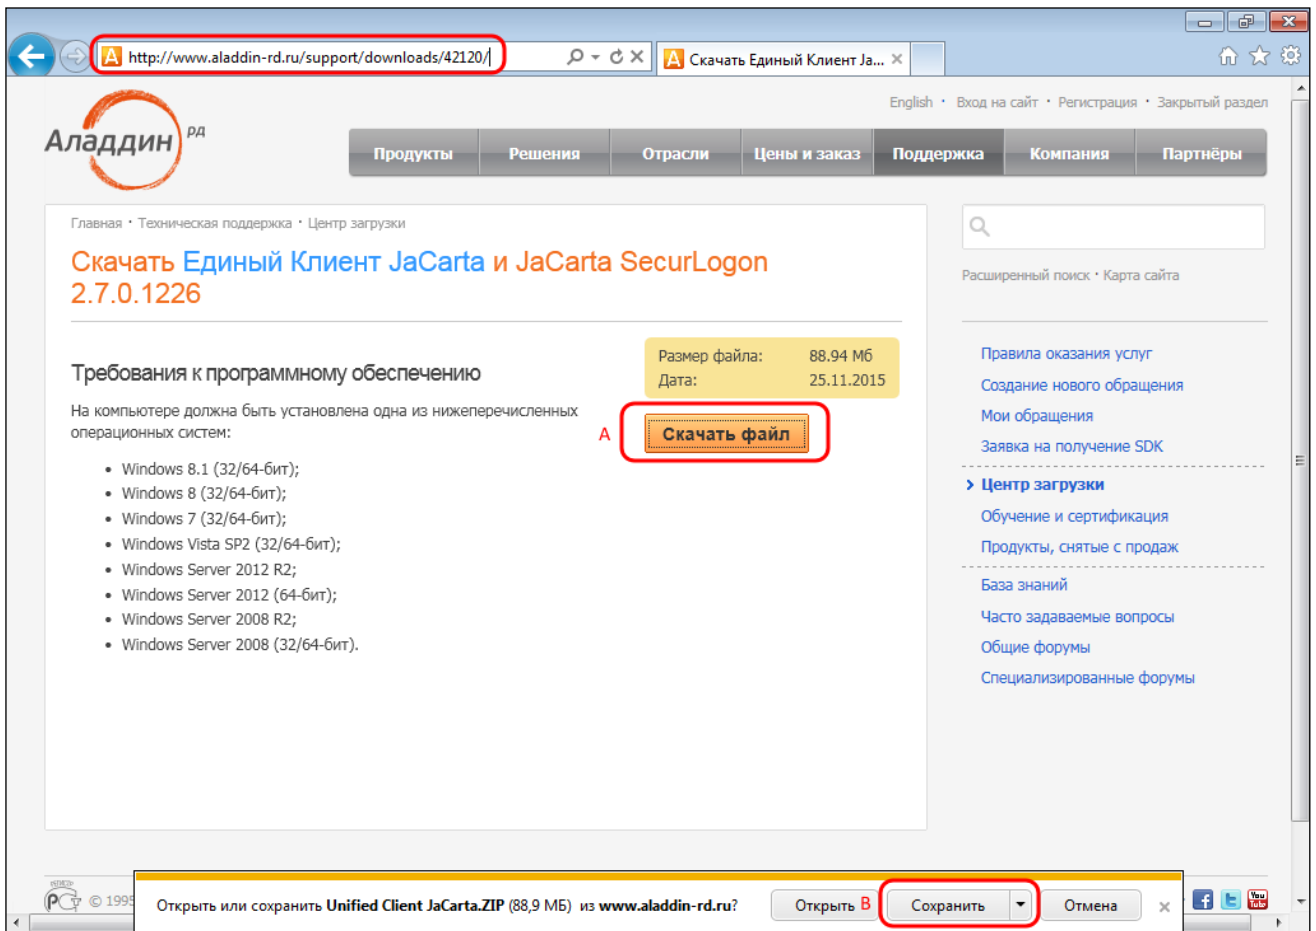 http://www.aladdin-rd.ru/support/downloads/42120/
Скачать Единый Клиент Ja...
English · Вход на сайт · Регистрация · Закрытый раздел
Аладдин РД
Продукты Решения Отрасли Цены и заказ Поддержка Компания Партнёры
Главная · Техническая поддержка · Центр загрузки
Скачать Единый Клиент JaCarta и JaCarta SecurLogon
2.7.0.1226
Расширенный поиск · Карта сайта
Требования к программному обеспечению
На компьютере должна быть установлена одна из нижеперечисленных
операционных систем:
• Windows 8.1 (32/64-бит);
• Windows 8 (32/64-бит);
• Windows 7 (32/64-бит);
• Windows Vista SP2 (32/64-бит);
• Windows Server 2012 R2;
• Windows Server 2012 (64-бит);
• Windows Server 2008 R2;
• Windows Server 2008 (32/64-бит).
Размер файла: 88.94 Мб
Дата: 25.11.2015
A Скачать файл
Правила оказания услуг
Создание нового обращения
Мои обращения
Заявка на получение SDK
Центр загрузки
Обучение и сертификация
Продукты, снятые с продаж
База знаний
Часто задаваемые вопросы
Общие форумы
Специализированные форумы
© 1995
Открыть или сохранить Unified Client JaCarta.ZIP (88,9 МБ) из www.aladdin-rd.ru? Открыть B Сохранить Отмена
You Tube